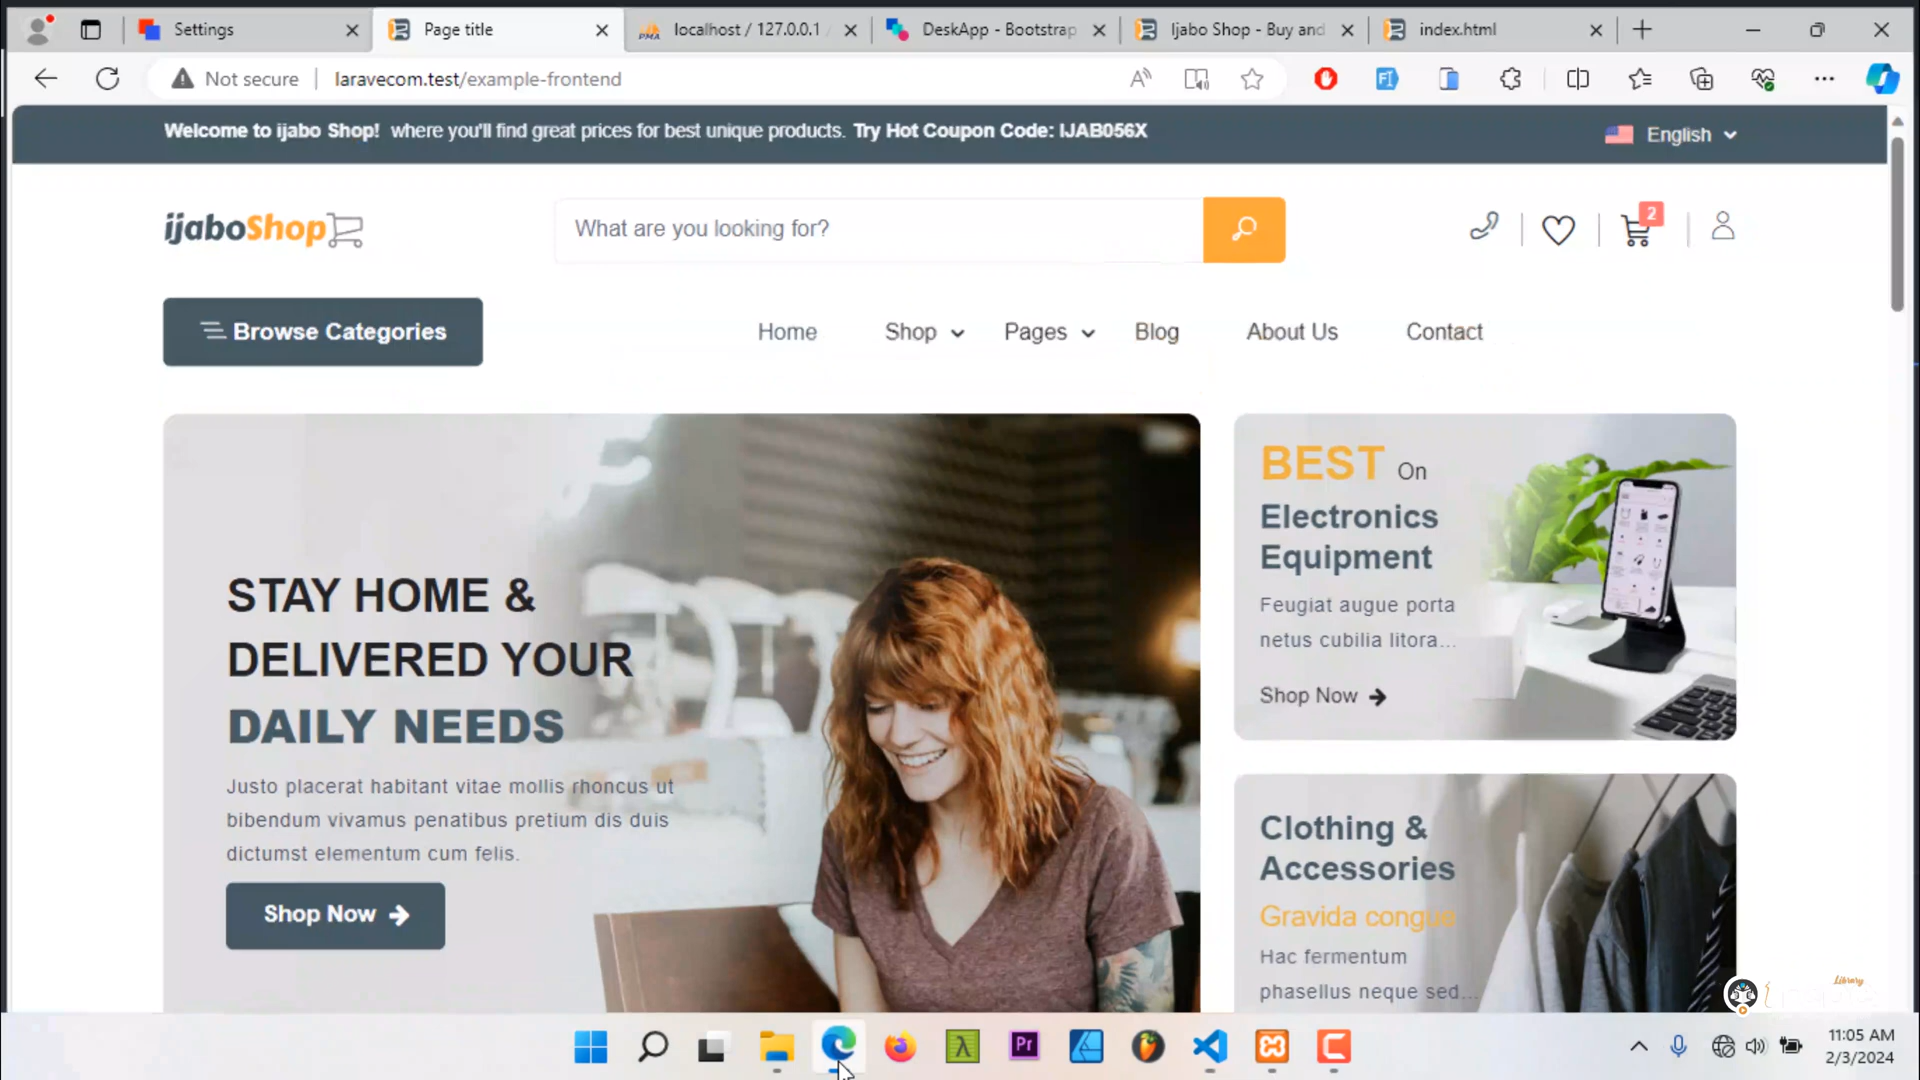 Settings
Page title
localhost / 127.0.0.1 /
DeskApp - Bootstrap
Ijabo Shop - Buy and
index.html
Not secure
laravecom.test/example-frontend
Welcome to ijabo Shop! where you'll find great prices for best unique products. Try Hot Coupon Code: IJAB056X
English
ijaboShop
What are you looking for?
2
Browse Categories
Home
Shop
Pages
Blog
About Us
Contact
STAY HOME &
DELIVERED YOUR
DAILY NEEDS
Justo placerat habitant vitae mollis rhoncus ut
bibendum vivamus penatibus pretium dis duis
dictumst elementum cum felis.
Shop Now
BEST On
Electronics
Equipment
Feugiat augue porta
netus cubilia litora...
Shop Now
Clothing &
Accessories
Gravida congue
Hac fermentum
phasellus neque sed...
Library
Pr
11:05 AM
2/3/2024